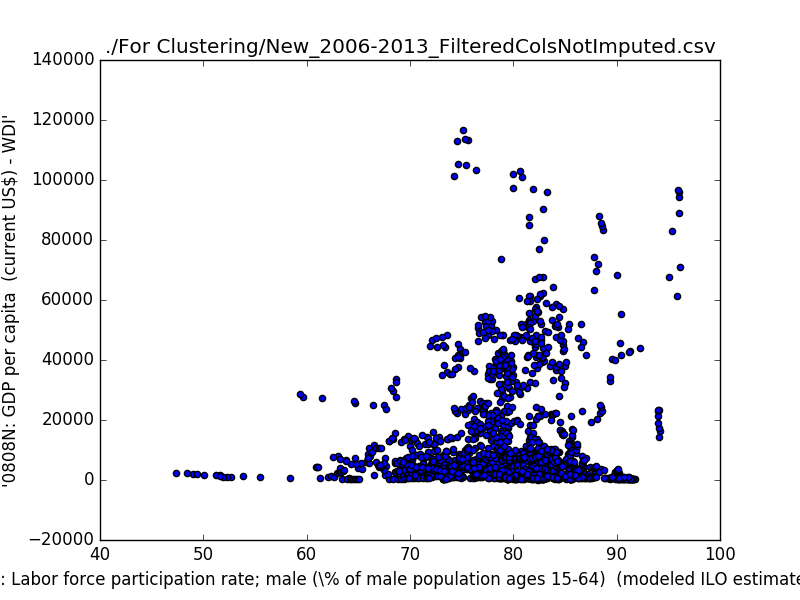 ./For Clustering/New_2006-2013_FilteredColsNotImputed.csv
'0808N: GDP per capita (current US$) - WDI'
140000
120000
100000
80000
60000
40000
20000
0
−20000
40 50 60 70 80 90 100
: Labor force participation rate; male (\% of male population ages 15-64) (modeled ILO estimate